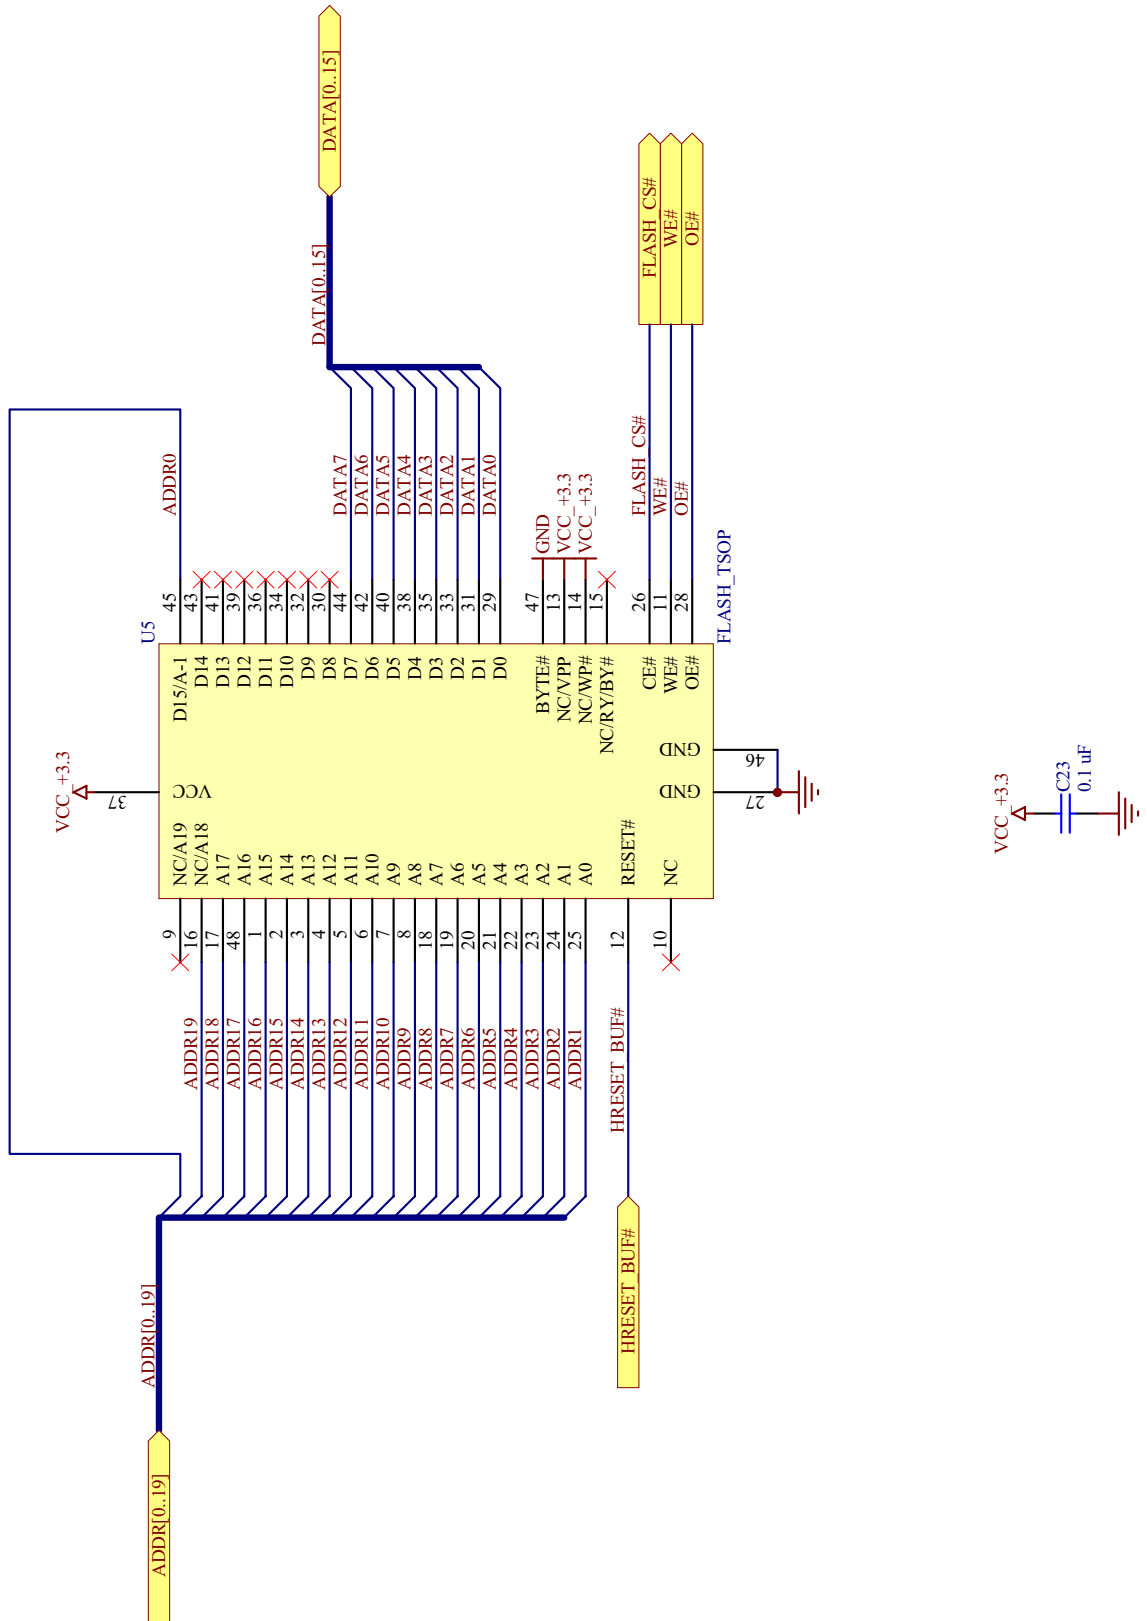 ADDR[0..19]
ADDR[0..19]
VCC_+3.3
37
VCC
U5
9 NC/A19 D15/A-1 45 ADDR0
ADDR19 16 NC/A18 D14 43
ADDR18 17 A17 D13 41
ADDR17 48 A16 D12 39
ADDR16 1 A15 D11 36
ADDR15 2 A14 D10 34
ADDR14 3 A13 D9 32
ADDR13 4 A12 D8 30
ADDR12 5 A11 D7 44 DATA7
ADDR11 6 A10 D6 42 DATA6
ADDR10 7 A9 D5 40 DATA5
ADDR9 8 A8 D4 38 DATA4
ADDR8 18 A7 D3 35 DATA3
ADDR7 19 A6 D2 33 DATA2
ADDR6 20 A5 D1 31 DATA1
ADDR5 21 A4 D0 29 DATA0
ADDR4 22 A3
ADDR3 23 A2 BYTE# 47 GND
ADDR2 24 A1 NC/VPP 13 VCC_+3.3
ADDR1 25 A0 NC/WP# 14 VCC_+3.3
NC/RY/BY# 15
HRESET_BUF# HRESET_BUF# 12 RESET#
CE# 26 FLASH_CS# FLASH_CS#
10 NC WE# 11 WE# WE#
OE# 28 OE# OE#
GND GND
27 46
FLASH_TSOP
DATA[0..15]
DATA[0..15]
VCC_+3.3
C23
0.1 uF